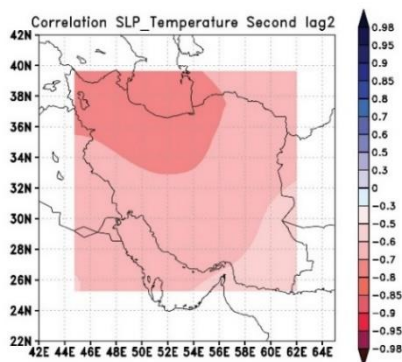 Correlation SLP_Temperature Second lag2
42N
40N
38N
36N
34N
32N
30N
28N
26N
24N
22N
42E 44E 46E 48E 50E 52E 54E 56E 58E 60E 62E 64E
0.98
0.95
0.9
0.85
0.8
0.7
0.6
0.5
0.3
0
-0.3
-0.5
-0.6
-0.7
-0.8
-0.85
-0.9
-0.95
-0.98